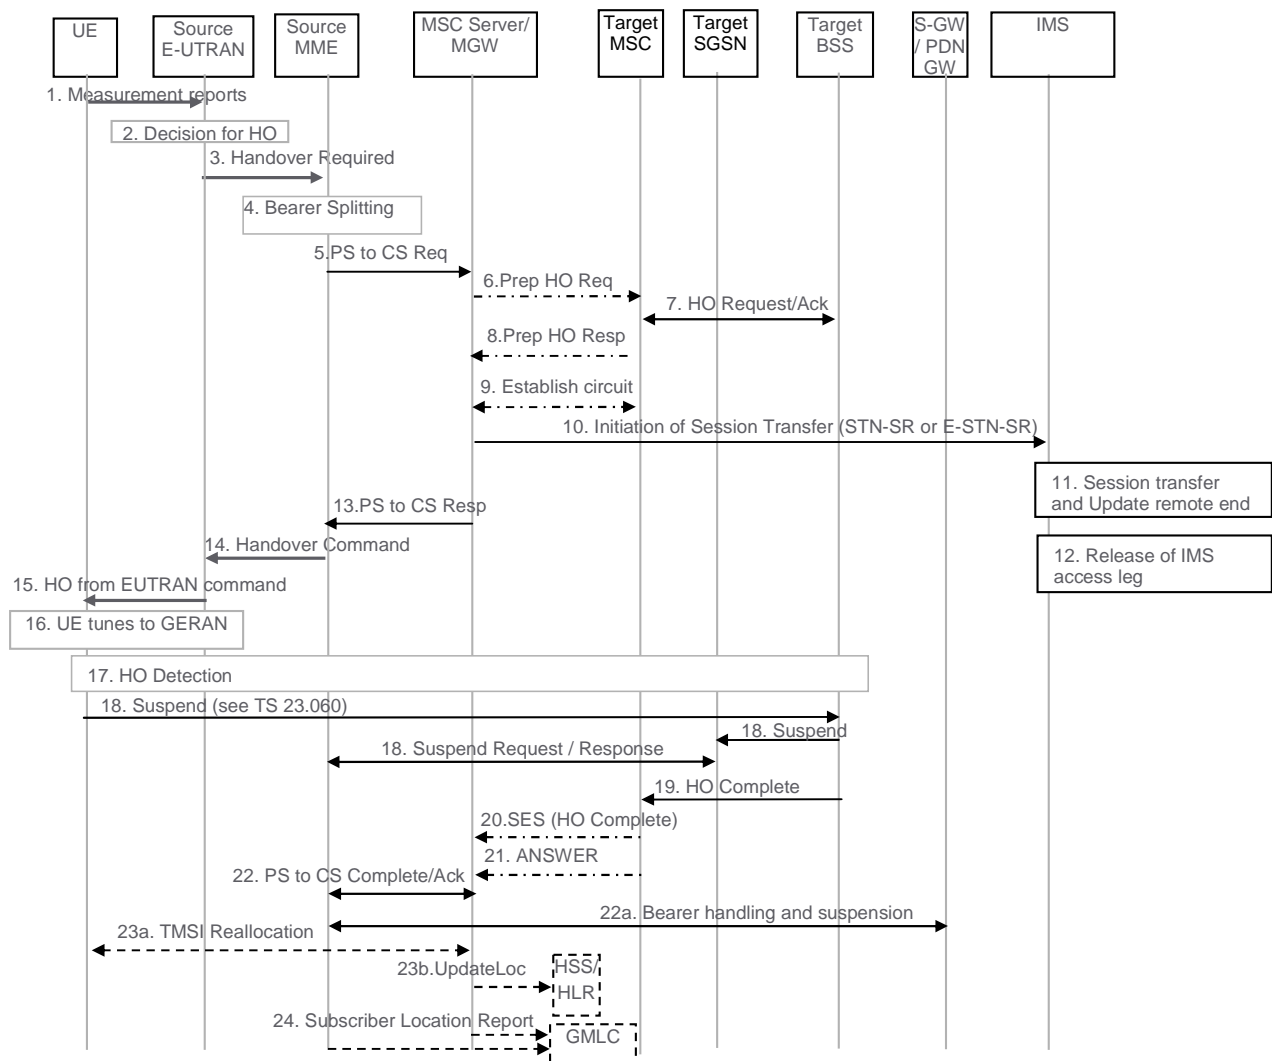 UE
Source
E-UTRAN
Source
MME
MSC Server/
MGW
Target
MSC
Target
SGSN
Target
BSS
S-GW
/ PDN
GW
IMS
1. Measurement reports
2. Decision for HO
3. Handover Required
4. Bearer Splitting
5.PS to CS Req
6.Prep HO Req
7. HO Request/Ack
8.Prep HO Resp
9. Establish circuit
10. Initiation of Session Transfer (STN-SR or E-STN-SR)
11. Session transfer
and Update remote end
13.PS to CS Resp
14. Handover Command
12. Release of IMS
access leg
15. HO from EUTRAN command
16. UE tunes to GERAN
17. HO Detection
18. Suspend (see TS 23.060)
18. Suspend
18. Suspend Request / Response
19. HO Complete
20.SES (HO Complete)
21. ANSWER
22. PS to CS Complete/Ack
22a. Bearer handling and suspension
23a. TMSI Reallocation
23b.UpdateLoc
HSS/
HLR
24. Subscriber Location Report
GMLC